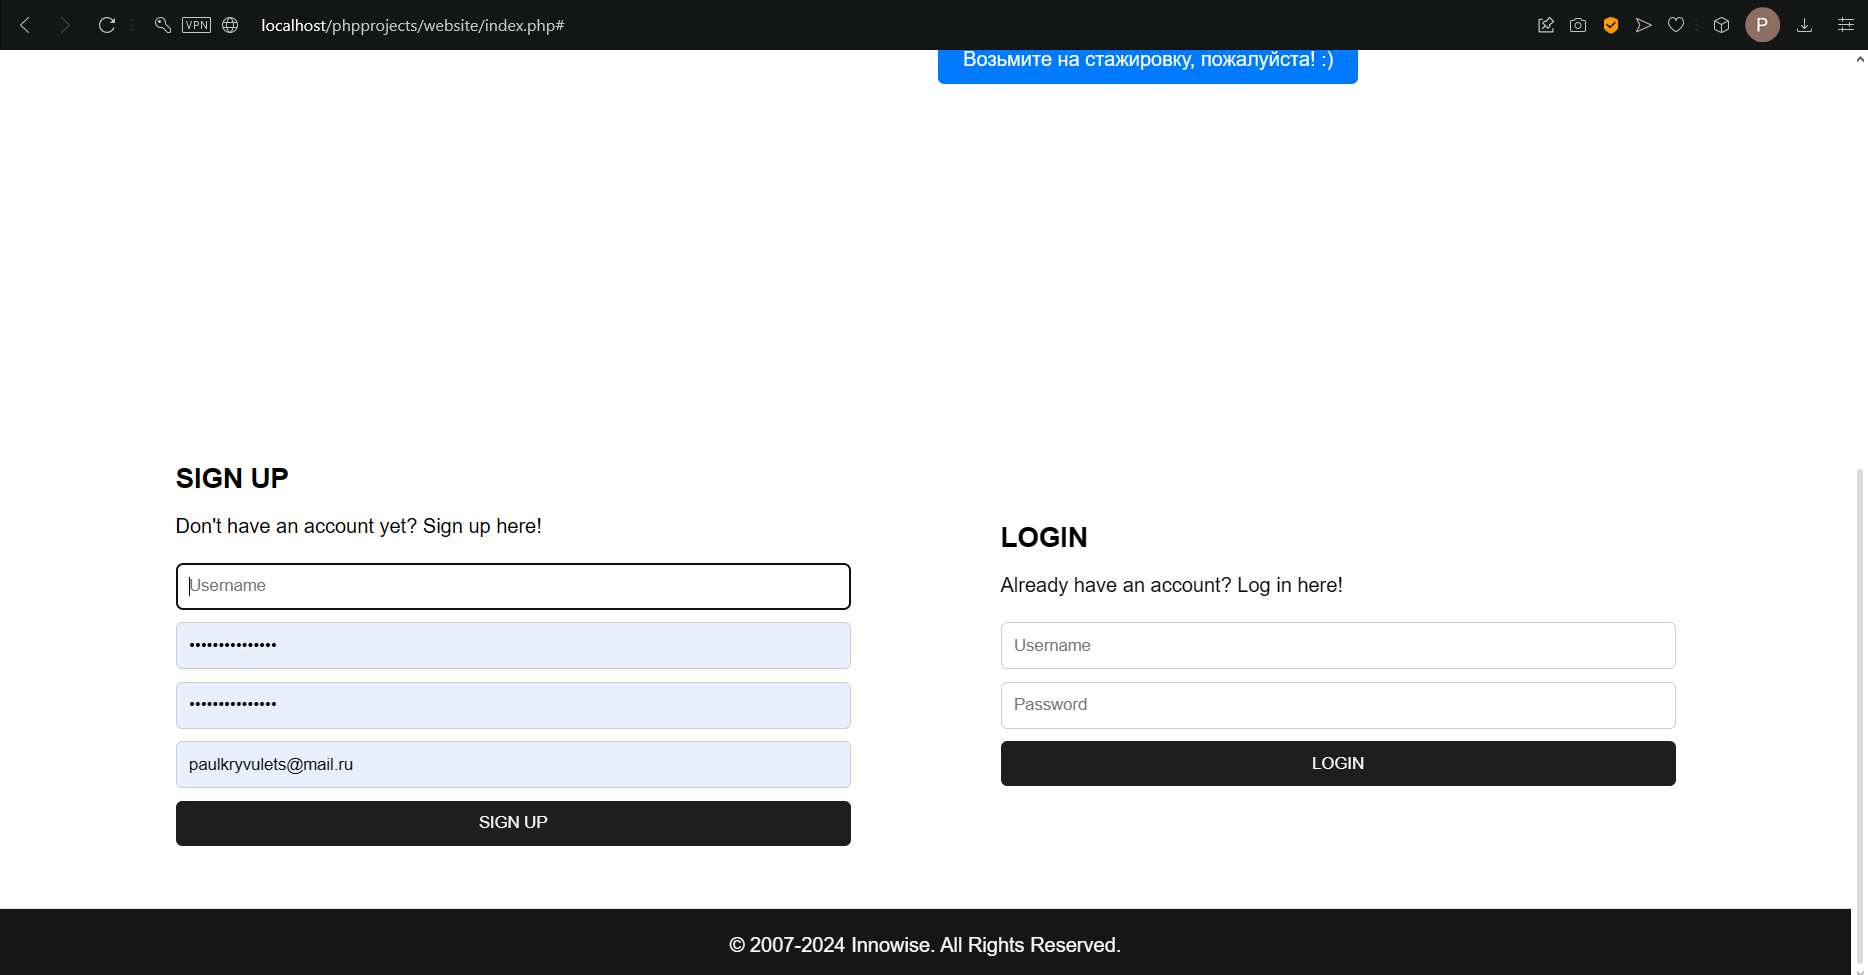 VPN
localhost/phpprojects/website/index.php#
P
Возьмите на стажировку, пожалуйста! :)
SIGN UP
Don't have an account yet? Sign up here!
Username
•••••••••••••••
•••••••••••••••
paulkryvulets@mail.ru
SIGN UP
LOGIN
Already have an account? Log in here!
Username
Password
LOGIN
© 2007-2024 Innowise. All Rights Reserved.